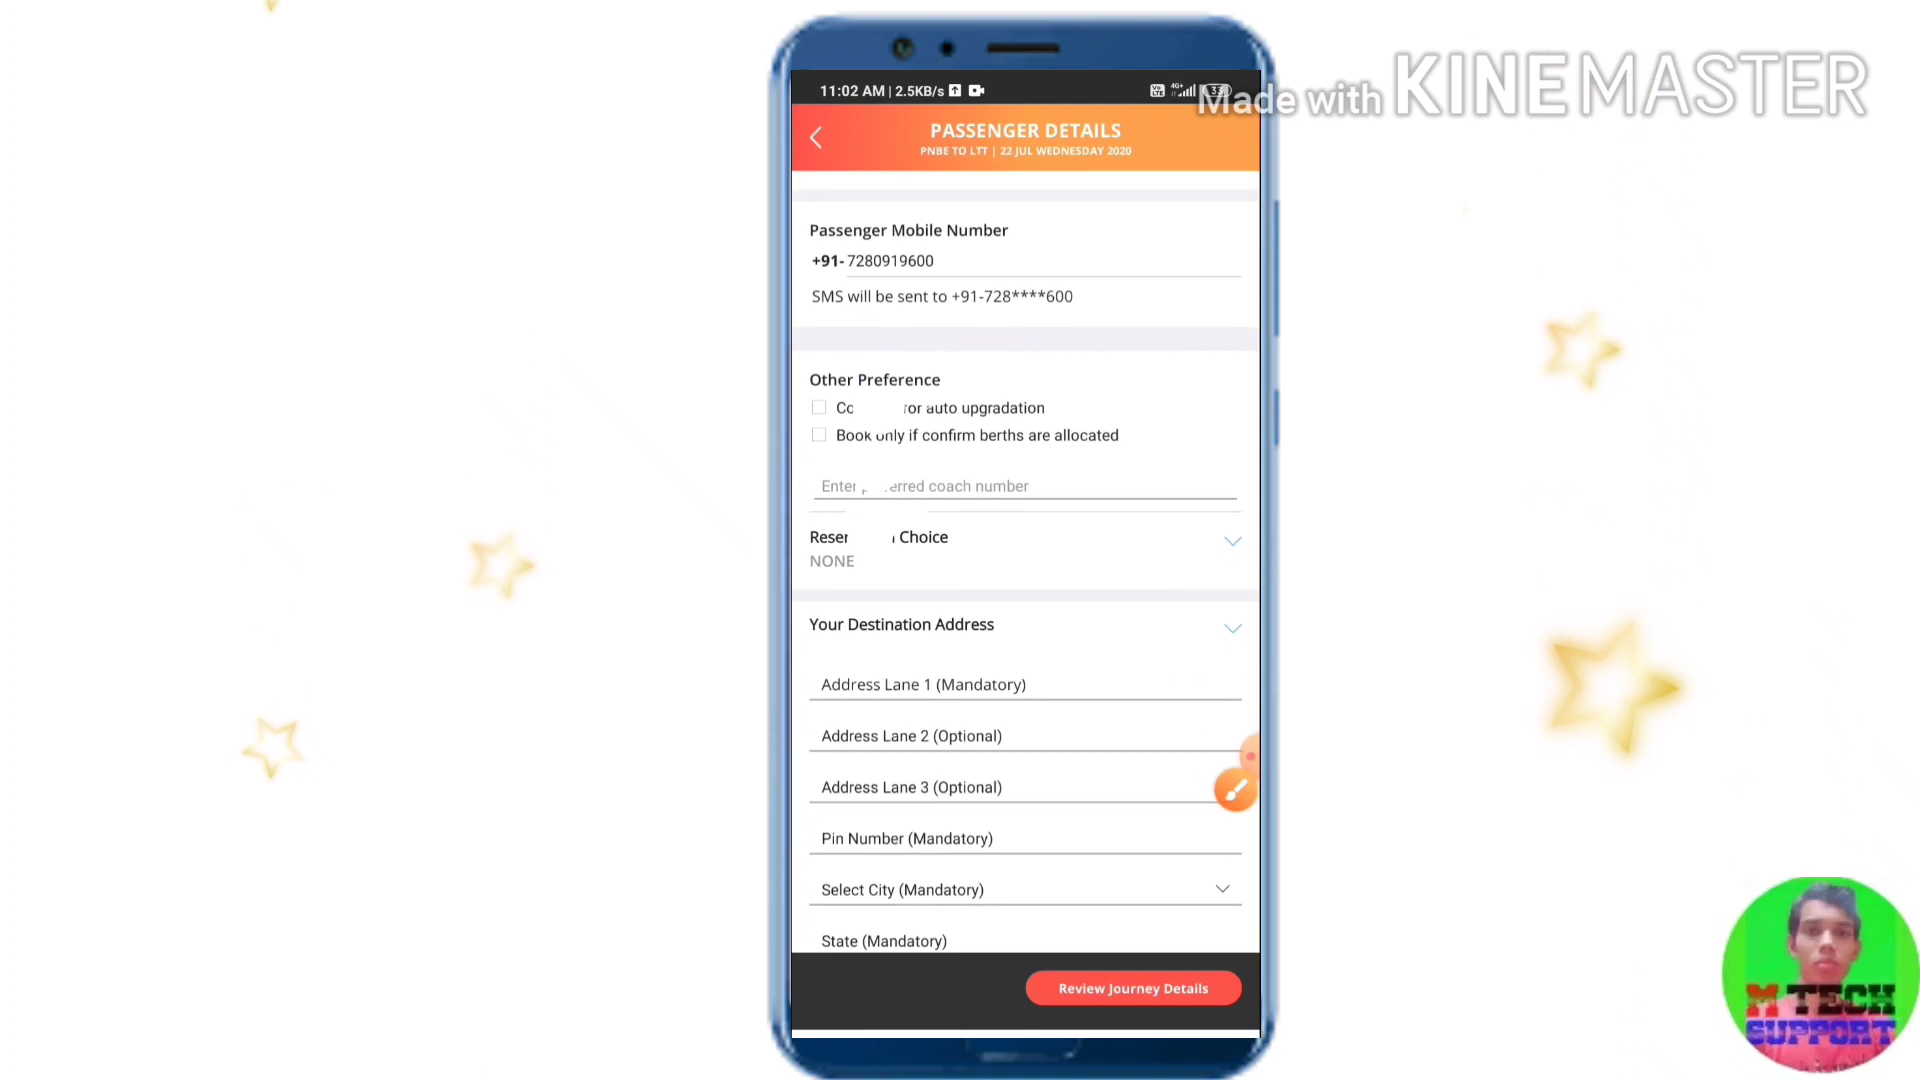 11:02 AM | 2.5KB/s
Made with KINEMASTER
PASSENGER DETAILS
PNBE TO LTT | 22 JUL WEDNESDAY 2020
Passenger Mobile Number
+91- 7280919600
SMS will be sent to +91-728****600
Other Preference
Co or auto upgradation
Book only if confirm berths are allocated
Enter p erred coach number
Reser Choice
NONE
Your Destination Address
Address Lane 1 (Mandatory)
Address Lane 2 (Optional)
Address Lane 3 (Optional)
Pin Number (Mandatory)
Select City (Mandatory)
State (Mandatory)
Review Journey Details
M TECH
SUPPORT